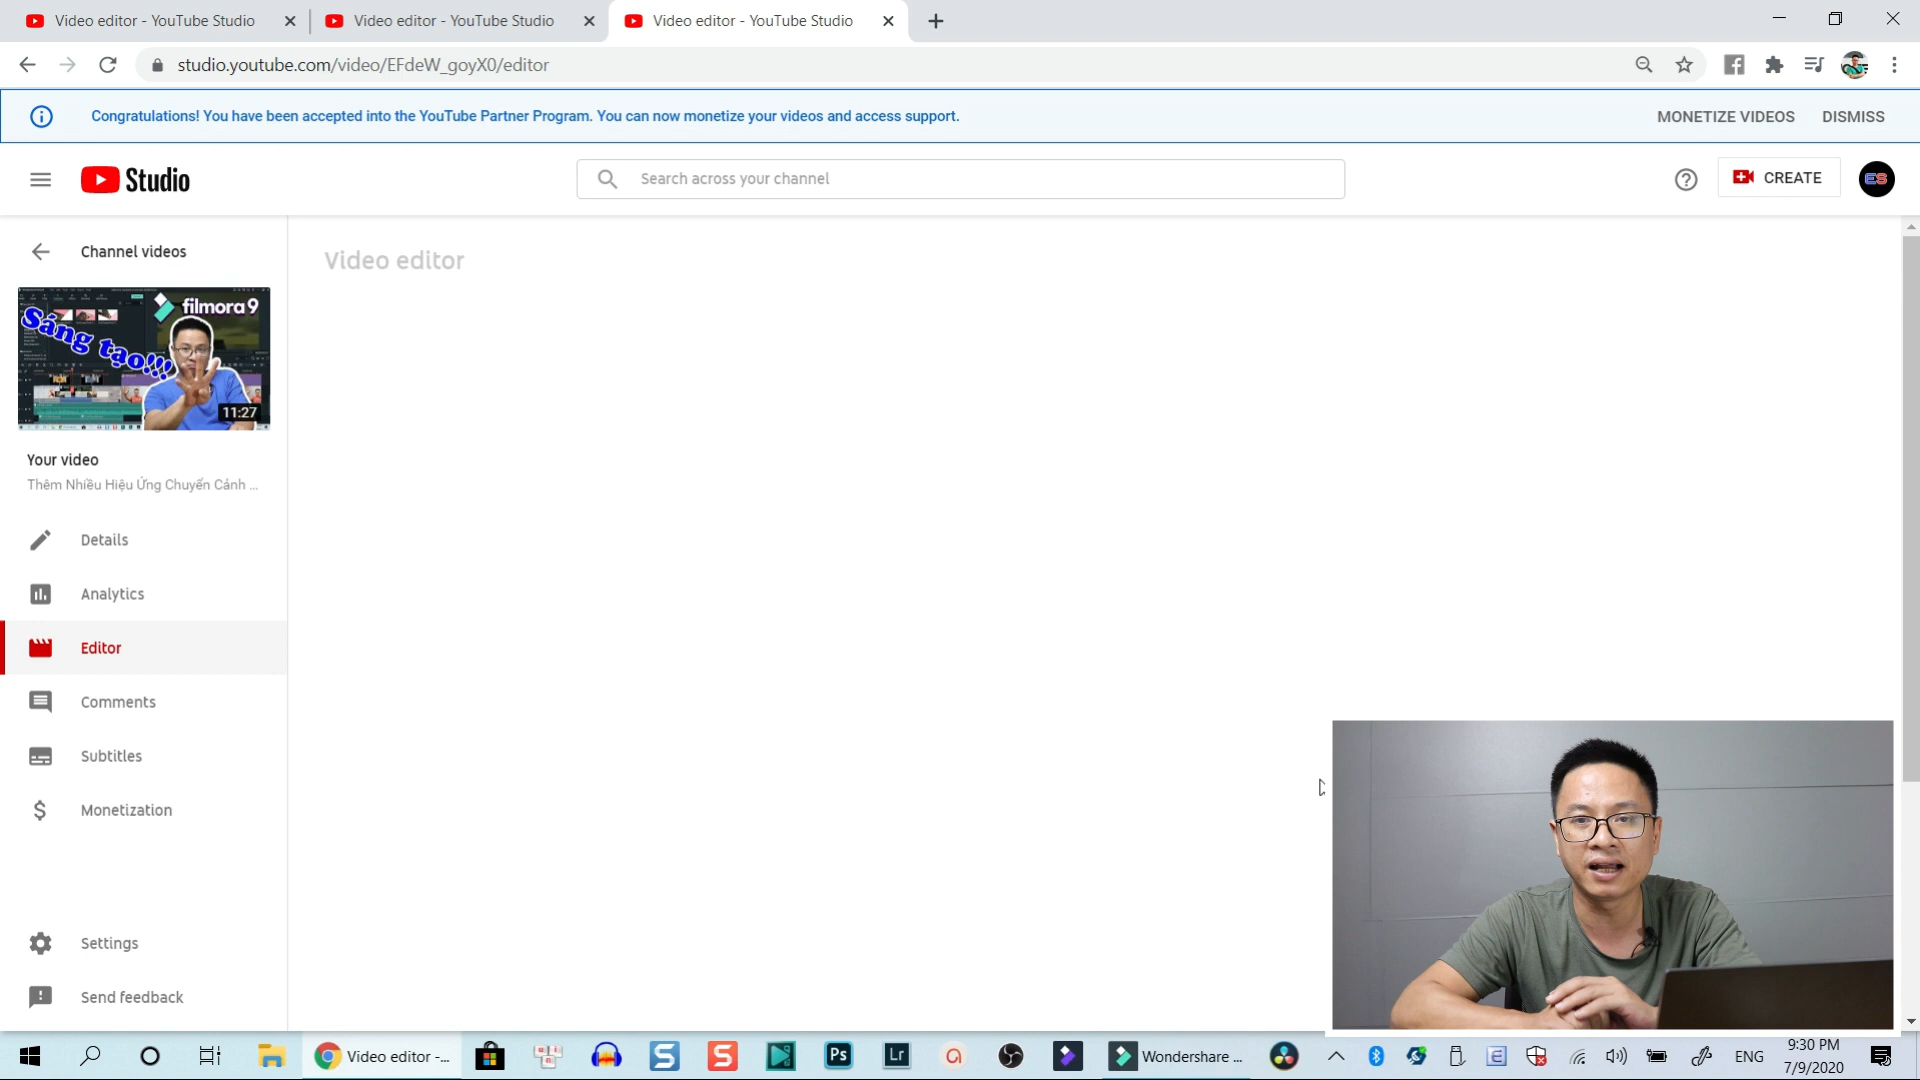 Video editor - YouTube Studio
Video editor - YouTube Studio
Video editor - YouTube Studio
studio.youtube.com/video/EFdeW_goyX0/editor
Congratulations! You have been accepted into the YouTube Partner Program. You can now monetize your videos and access support.
MONETIZE VIDEOS
DISMISS
Studio
Search across your channel
CREATE
ES
Channel videos
Video editor
filmora9
Sáng tạo!!!
11:27
Your video
Thêm Nhiều Hiệu Ứng Chuyển Cảnh ...
Details
Analytics
Editor
Comments
Subtitles
Monetization
Settings
Send feedback
Video editor -...
Ps
Lr
Wondershare ...
ENG
9:30 PM
7/9/2020